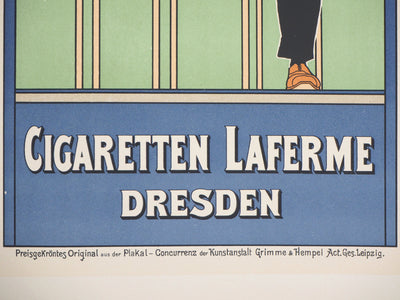 CIGARETTEN LAFERME
DRESDEN
Preisgekröntes Original aus der Plakat-Concurrenz der Kunstanstalt Grimme & Hempel Act.Ges.Leipzig.